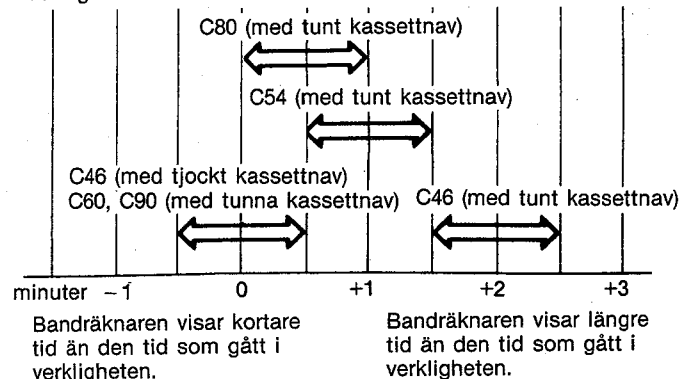 C80 (med tunt kassettnav)
C54 (med tunt kassettnav)
C46 (med tjockt kassettnav)
C60, C90 (med tunna kassettnav)
C46 (med tunt kassettnav)
minuter −1 0 +1 +2 +3
Bandräknaren visar kortare
tid än den tid som gått i
verkligheten.
Bandräknaren visar längre
tid än den tid som gått i
verkligheten.